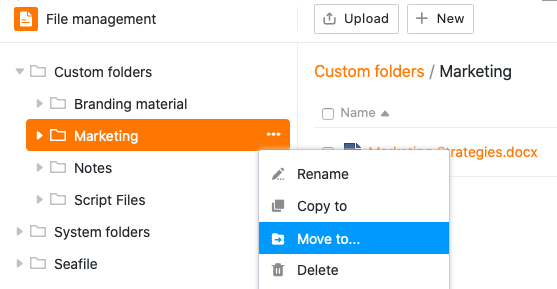 File management
Upload
+ New
Custom folders
Branding material
Marketing
Notes
Script Files
System folders
Seafile
Custom folders / Marketing
Name
Marketing Strategies.docx
Rename
Copy to
Move to...
Delete